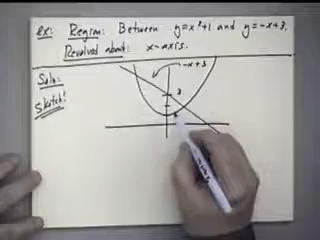 ex: Region: Between y=x²+1 and y=-x+3.
Revolved about: x-axis.
Soln:
Sketch:
-x+3
3